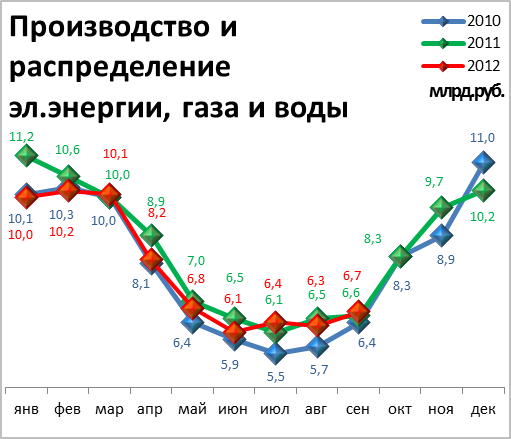 Производство и
распределение
эл.энергии, газа и воды
2010
2011
2012
млрд.руб.
11,2 10,6 10,0 8,9 7,0 6,5 6,1 6,5 6,6 8,3 9,7 10,2
10,1 10,3 10,0 8,1 6,4 5,9 5,5 5,7 6,4 8,3 8,9 11,0
10,0 10,2 10,1 8,2 6,8 6,1 6,4 6,3 6,7
янв фев мар апр май июн июл авг сен окт ноя дек